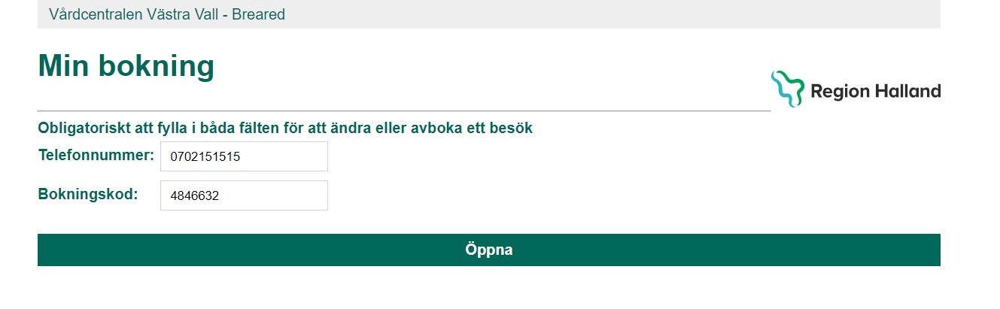 Vårdcentralen Västra Vall - Breared
Min bokning
Region Halland
Obligatoriskt att fylla i båda fälten för att ändra eller avboka ett besök
Telefonnummer: 0702151515
Bokningskod: 4846632
Öppna